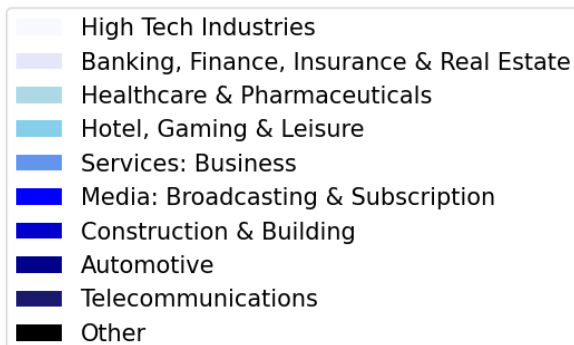 High Tech Industries
Banking, Finance, Insurance & Real Estate
Healthcare & Pharmaceuticals
Hotel, Gaming & Leisure
Services: Business
Media: Broadcasting & Subscription
Construction & Building
Automotive
Telecommunications
Other